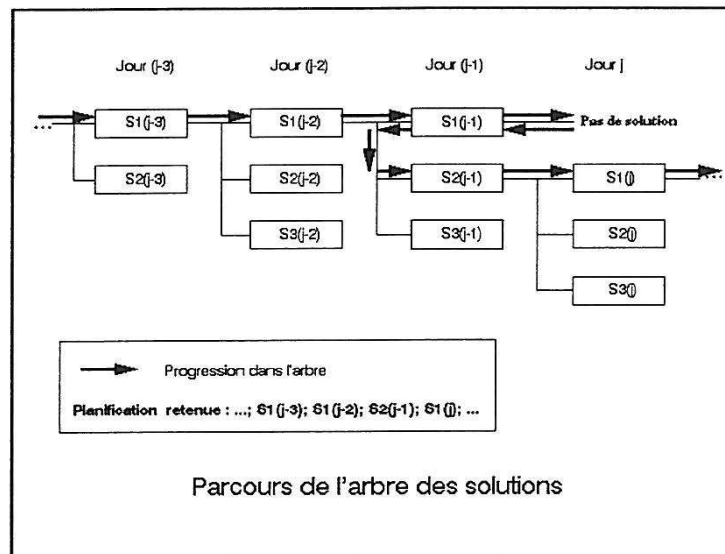 Jour (j-3) Jour (j-2) Jour (j-1) Jour j
... S1(j-3) S1(j-2) S1(j-1) Pas de solution
S2(j-3) S2(j-2) S2(j-1) S1(j) ...
S3(j-2) S3(j-1) S2(j)
S3(j)
Progression dans l'arbre
Planification retenue : ...; S1(j-3); S1(j-2); S2(j-1); S1(j); ...
Parcours de l'arbre des solutions